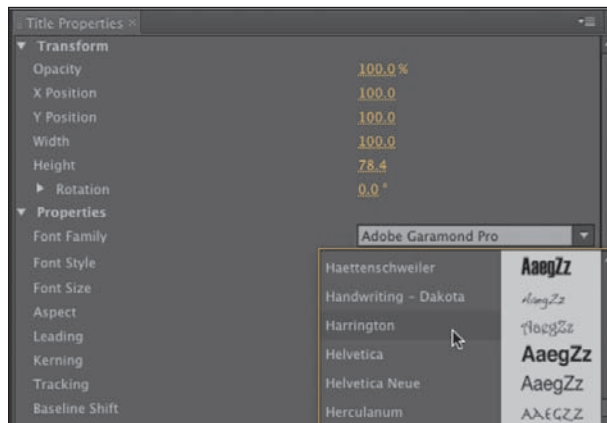 Title Properties ×
Transform
Opacity 100.0 %
X Position 100.0
Y Position 100.0
Width 100.0
Height 78.4
Rotation 0.0 °
Properties
Font Family Adobe Garamond Pro
Font Style Haettenschweiler AaegZz
Font Size Handwriting – Dakota AaegZz
Aspect Harrington AaegZz
Leading Helvetica AaegZz
Kerning Helvetica Neue AaegZz
Tracking Herculanum AAEGZZ
Baseline Shift